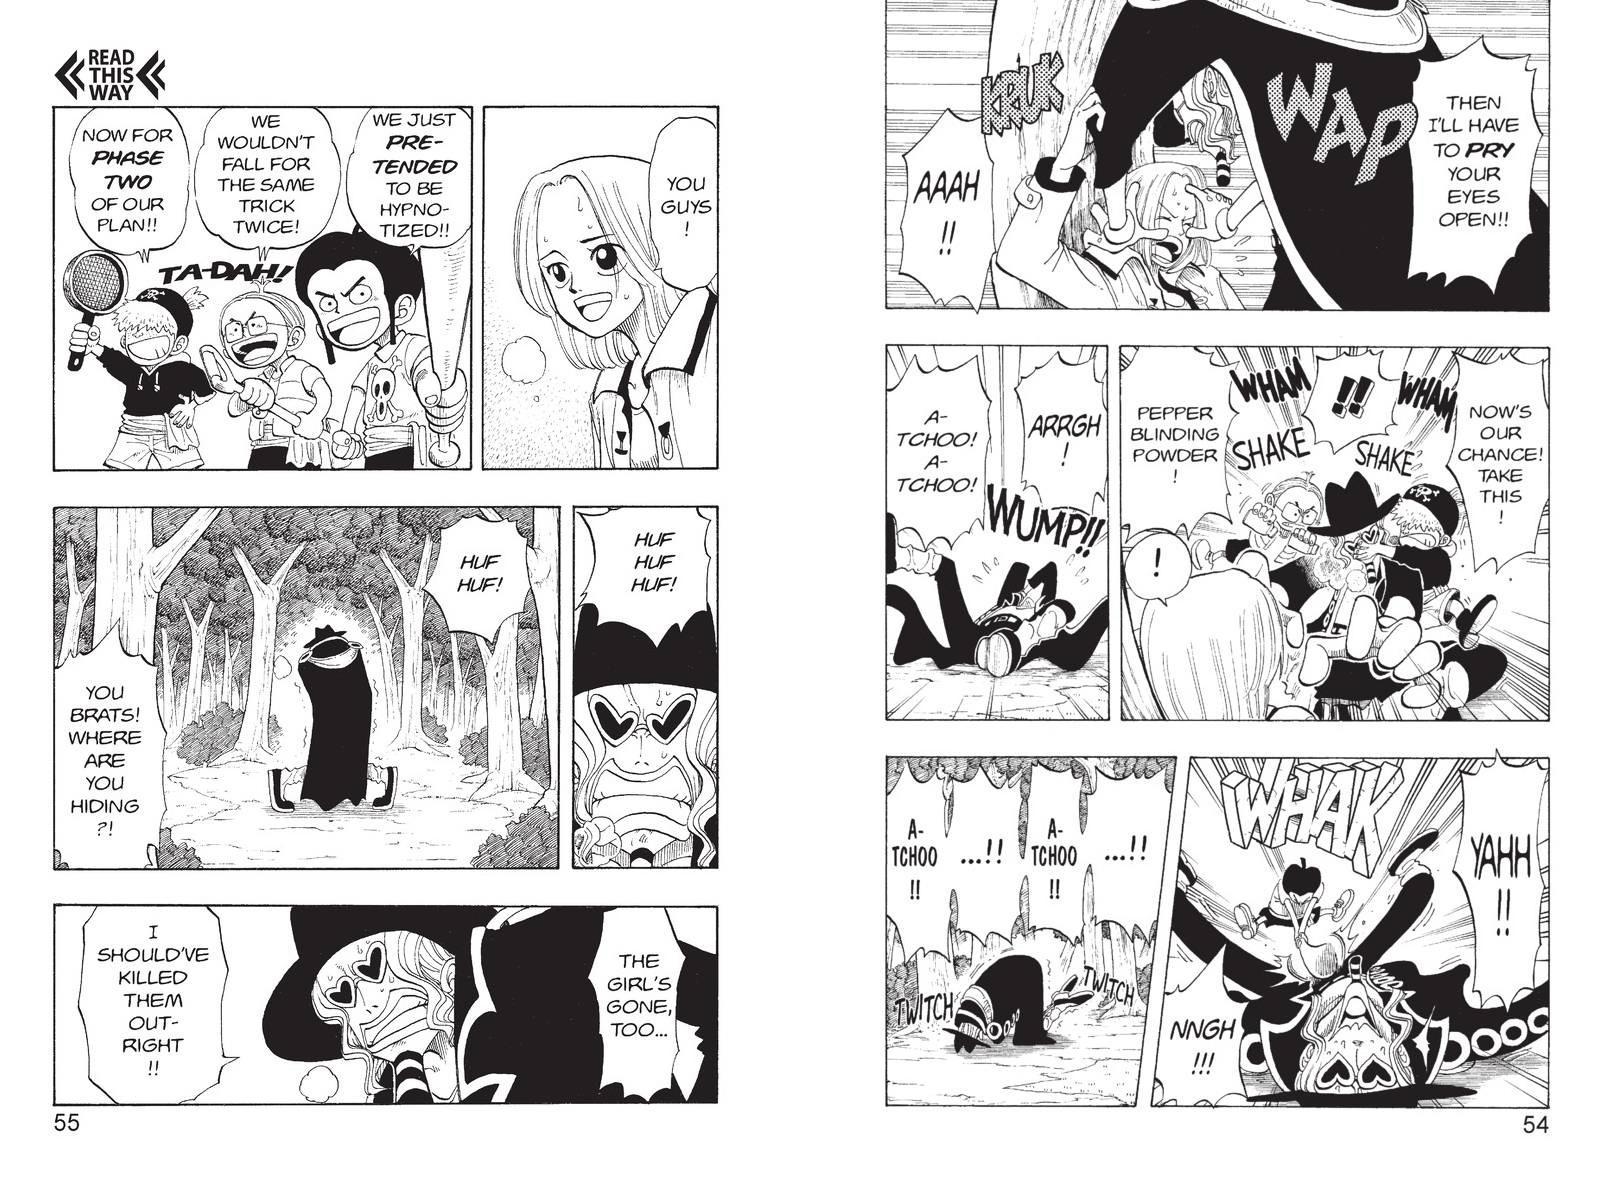 THEN
I'LL HAVE
TO PRY
YOUR
EYES
OPEN!!
WAP
KRUK
AAAH
!!
NOW'S
OUR
CHANCE!
TAKE
THIS
!
WHAM
!!
WHAM
SHAKE
SHAKE
PEPPER
BLINDING
POWDER
!
!
ARRGH
!
A-
TCHOO!
A-
TCHOO!
WUMP!!
YAHH
!!
WHAK
NNGH
!!!
...!!
A-
TCHOO
!!
...!!
A-
TCHOO
!!
TWITCH
TWITCH
54
READ
THIS
WAY
YOU
GUYS
!
WE JUST
PRE-
TENDED
TO BE
HYPNO-
TIZED!!
WE
WOULDN'T
FALL FOR
THE SAME
TRICK
TWICE!
NOW FOR
PHASE
TWO
OF OUR
PLAN!!
TA-DAH!
HUF
HUF
HUF!
HUF
HUF!
YOU
BRATS!
WHERE
ARE
YOU
HIDING
?!
THE
GIRL'S
GONE,
TOO...
I
SHOULD'VE
KILLED
THEM
OUT-
RIGHT
!!
55